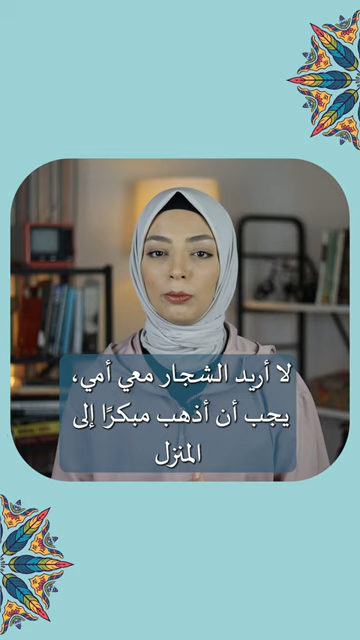 لا أريد الشجار معي أمي،
يجب أن أذهب مبكرًا إلى
المنزل